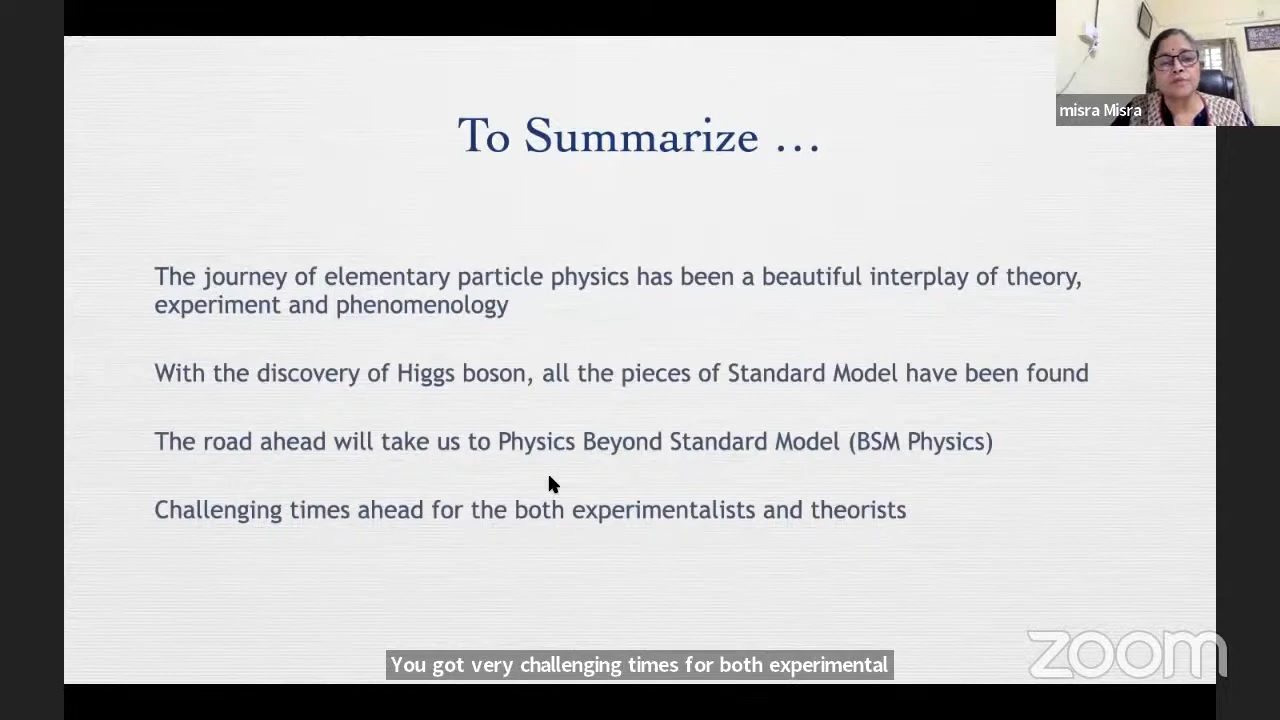 misra Misra
To Summarize ...
The journey of elementary particle physics has been a beautiful interplay of theory,
experiment and phenomenology
With the discovery of Higgs boson, all the pieces of Standard Model have been found
The road ahead will take us to Physics Beyond Standard Model (BSM Physics)
Challenging times ahead for the both experimentalists and theorists
You got very challenging times for both experimental
zoom